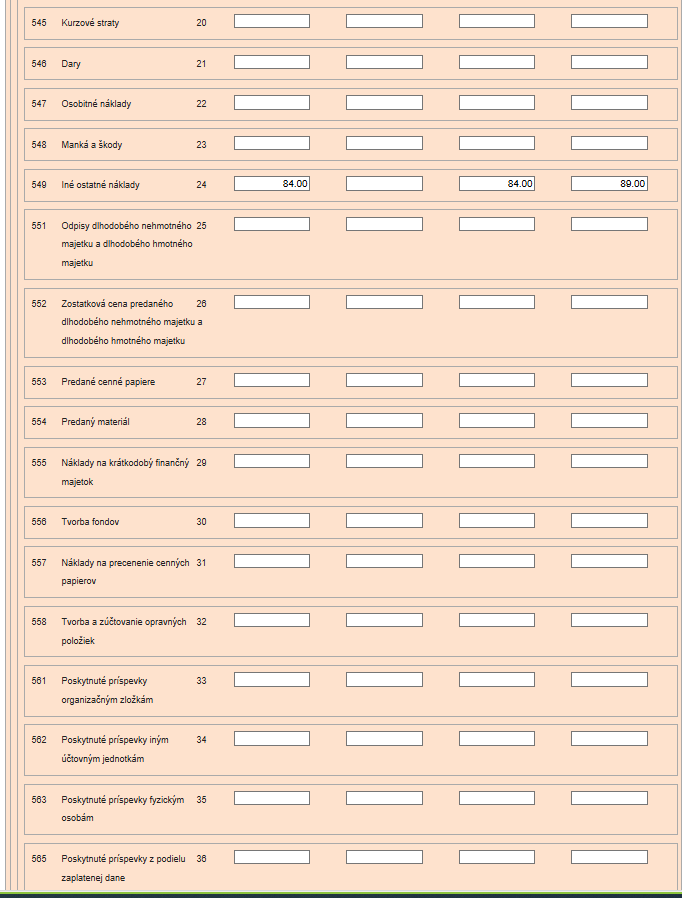 545 Kurzové straty 20
546 Dary 21
547 Osobitné náklady 22
548 Manká a škody 23
549 Iné ostatné náklady 24 84.00 84.00 89.00
551 Odpisy dlhodobého nehmotného 25
majetku a dlhodobého hmotného
majetku
552 Zostatková cena predaného 26
dlhodobého nehmotného majetku a
dlhodobého hmotného majetku
553 Predané cenné papiere 27
554 Predaný materiál 28
555 Náklady na krátkodobý finančný 29
majetok
556 Tvorba fondov 30
557 Náklady na precenenie cenných 31
papierov
558 Tvorba a zúčtovanie opravných 32
položiek
561 Poskytnuté príspevky 33
organizačným zložkám
562 Poskytnuté príspevky iným 34
účtovným jednotkám
563 Poskytnuté príspevky fyzickým 35
osobám
565 Poskytnuté príspevky z podielu 36
zaplatenej dane